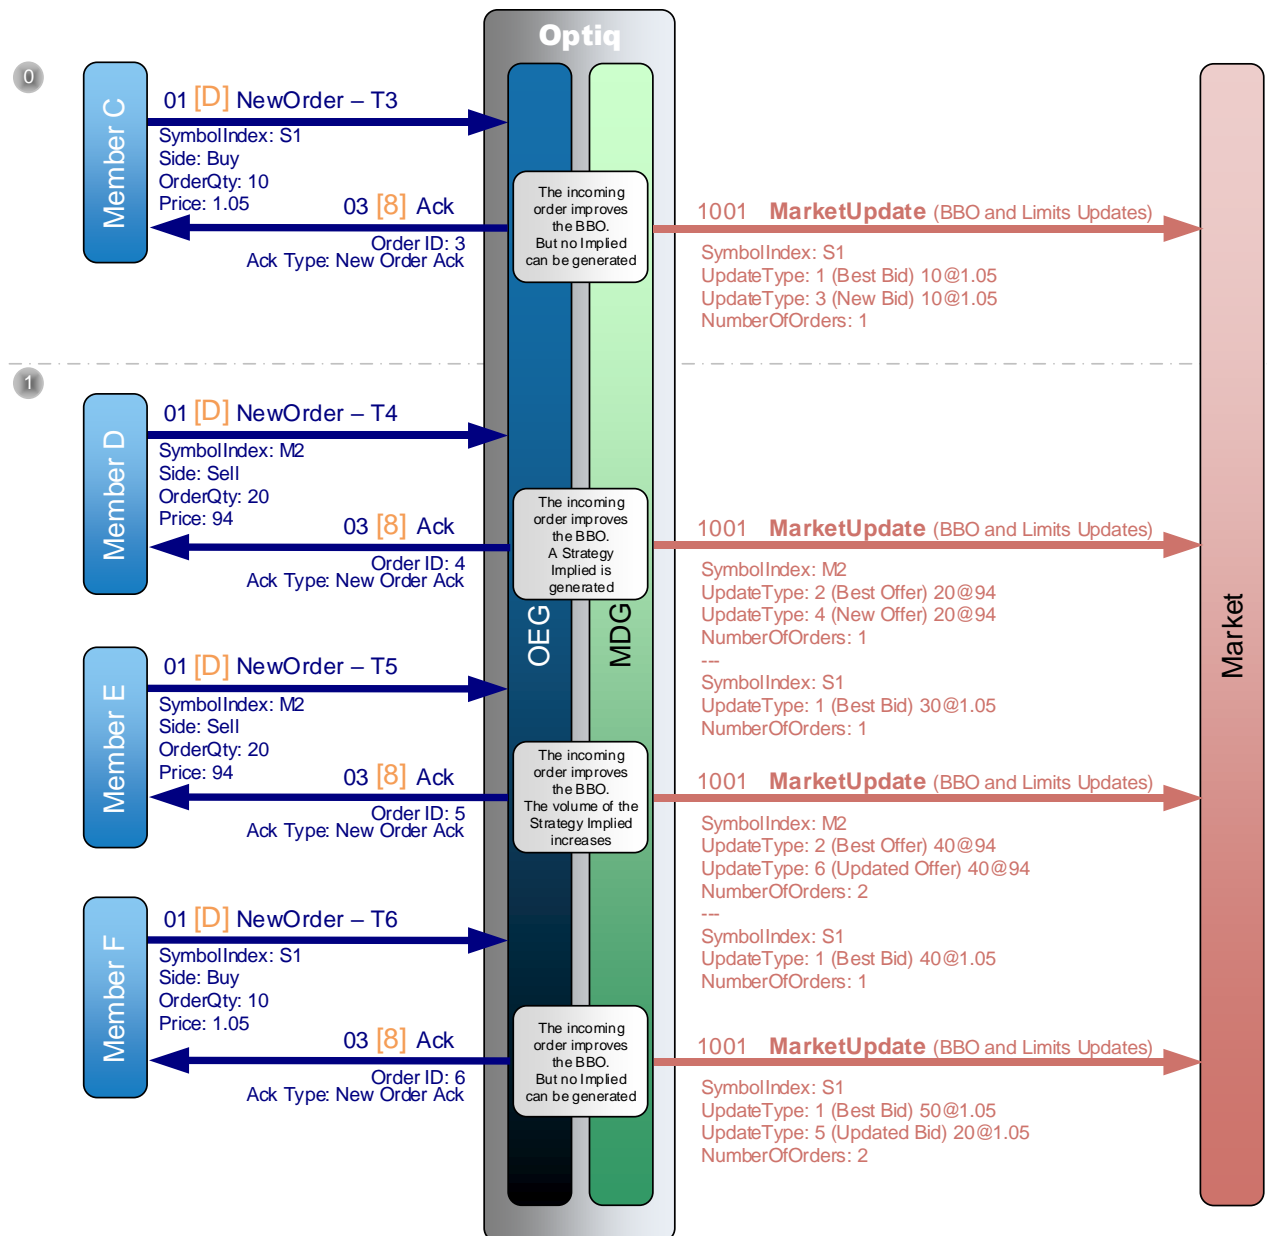 Optiq
0
Member C
01 [D] NewOrder – T3
SymbolIndex: S1
Side: Buy
OrderQty: 10
Price: 1.05
03 [8] Ack
Order ID: 3
Ack Type: New Order Ack
The incoming
order improves
the BBO.
But no Implied
can be generated
1001 MarketUpdate (BBO and Limits Updates)
SymbolIndex: S1
UpdateType: 1 (Best Bid) 10@1.05
UpdateType: 3 (New Bid) 10@1.05
NumberOfOrders: 1
1
Member D
01 [D] NewOrder – T4
SymbolIndex: M2
Side: Sell
OrderQty: 20
Price: 94
03 [8] Ack
Order ID: 4
Ack Type: New Order Ack
The incoming
order improves
the BBO.
A Strategy
Implied is
generated
1001 MarketUpdate (BBO and Limits Updates)
SymbolIndex: M2
UpdateType: 2 (Best Offer) 20@94
UpdateType: 4 (New Offer) 20@94
NumberOfOrders: 1
---
SymbolIndex: S1
UpdateType: 1 (Best Bid) 30@1.05
NumberOfOrders: 1
OEG
MDG
Market
Member E
01 [D] NewOrder – T5
SymbolIndex: M2
Side: Sell
OrderQty: 20
Price: 94
03 [8] Ack
Order ID: 5
Ack Type: New Order Ack
The incoming
order improves
the BBO.
The volume of the
Strategy Implied
increases
1001 MarketUpdate (BBO and Limits Updates)
SymbolIndex: M2
UpdateType: 2 (Best Offer) 40@94
UpdateType: 6 (Updated Offer) 40@94
NumberOfOrders: 2
---
SymbolIndex: S1
UpdateType: 1 (Best Bid) 40@1.05
NumberOfOrders: 1
Member F
01 [D] NewOrder – T6
SymbolIndex: S1
Side: Buy
OrderQty: 10
Price: 1.05
03 [8] Ack
Order ID: 6
Ack Type: New Order Ack
The incoming
order improves
the BBO.
But no Implied
can be generated
1001 MarketUpdate (BBO and Limits Updates)
SymbolIndex: S1
UpdateType: 1 (Best Bid) 50@1.05
UpdateType: 5 (Updated Bid) 20@1.05
NumberOfOrders: 2